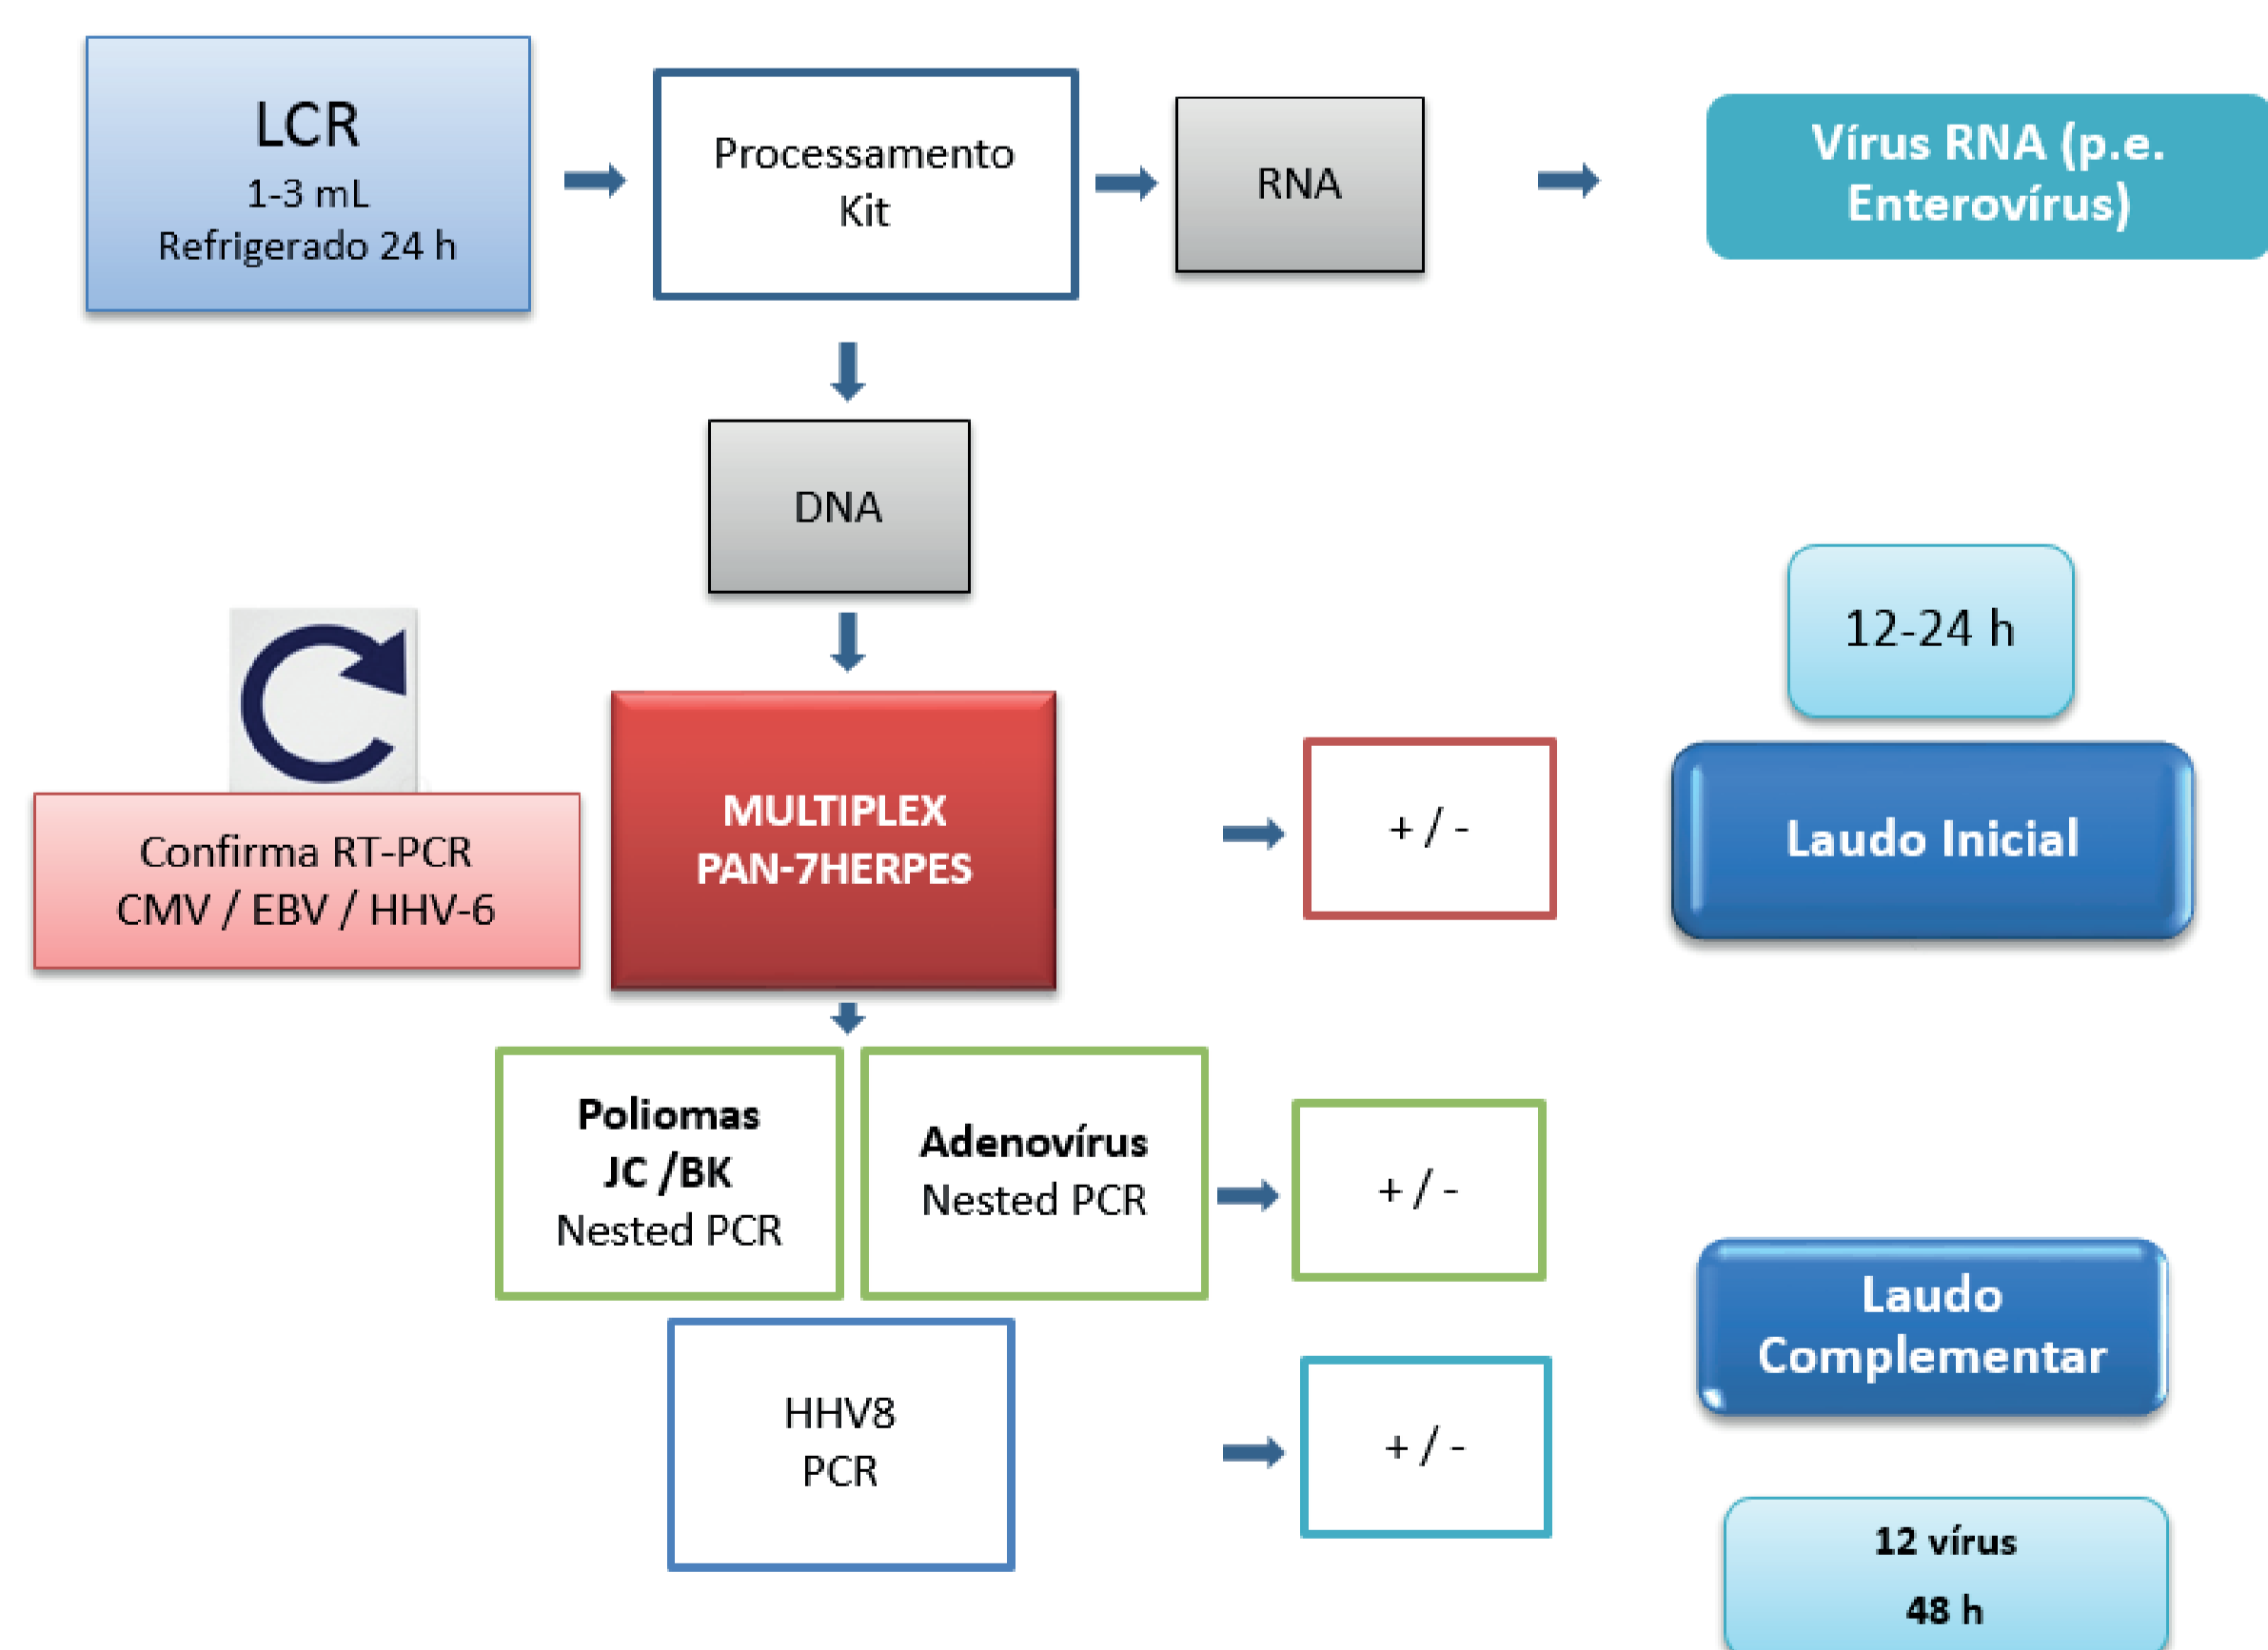 LCR
1-3 mL
Refrigerado 24 h
Processamento
Kit
RNA
Vírus RNA (p.e.
Enterovírus)
DNA
12-24 h
Confirma RT-PCR
CMV / EBV / HHV-6
MULTIPLEX
PAN-7HERPES
+ / -
Laudo Inicial
Poliomas
JC /BK
Nested PCR
Adenovírus
Nested PCR
+ / -
Laudo
Complementar
HHV8
PCR
+ / -
12 vírus
48 h